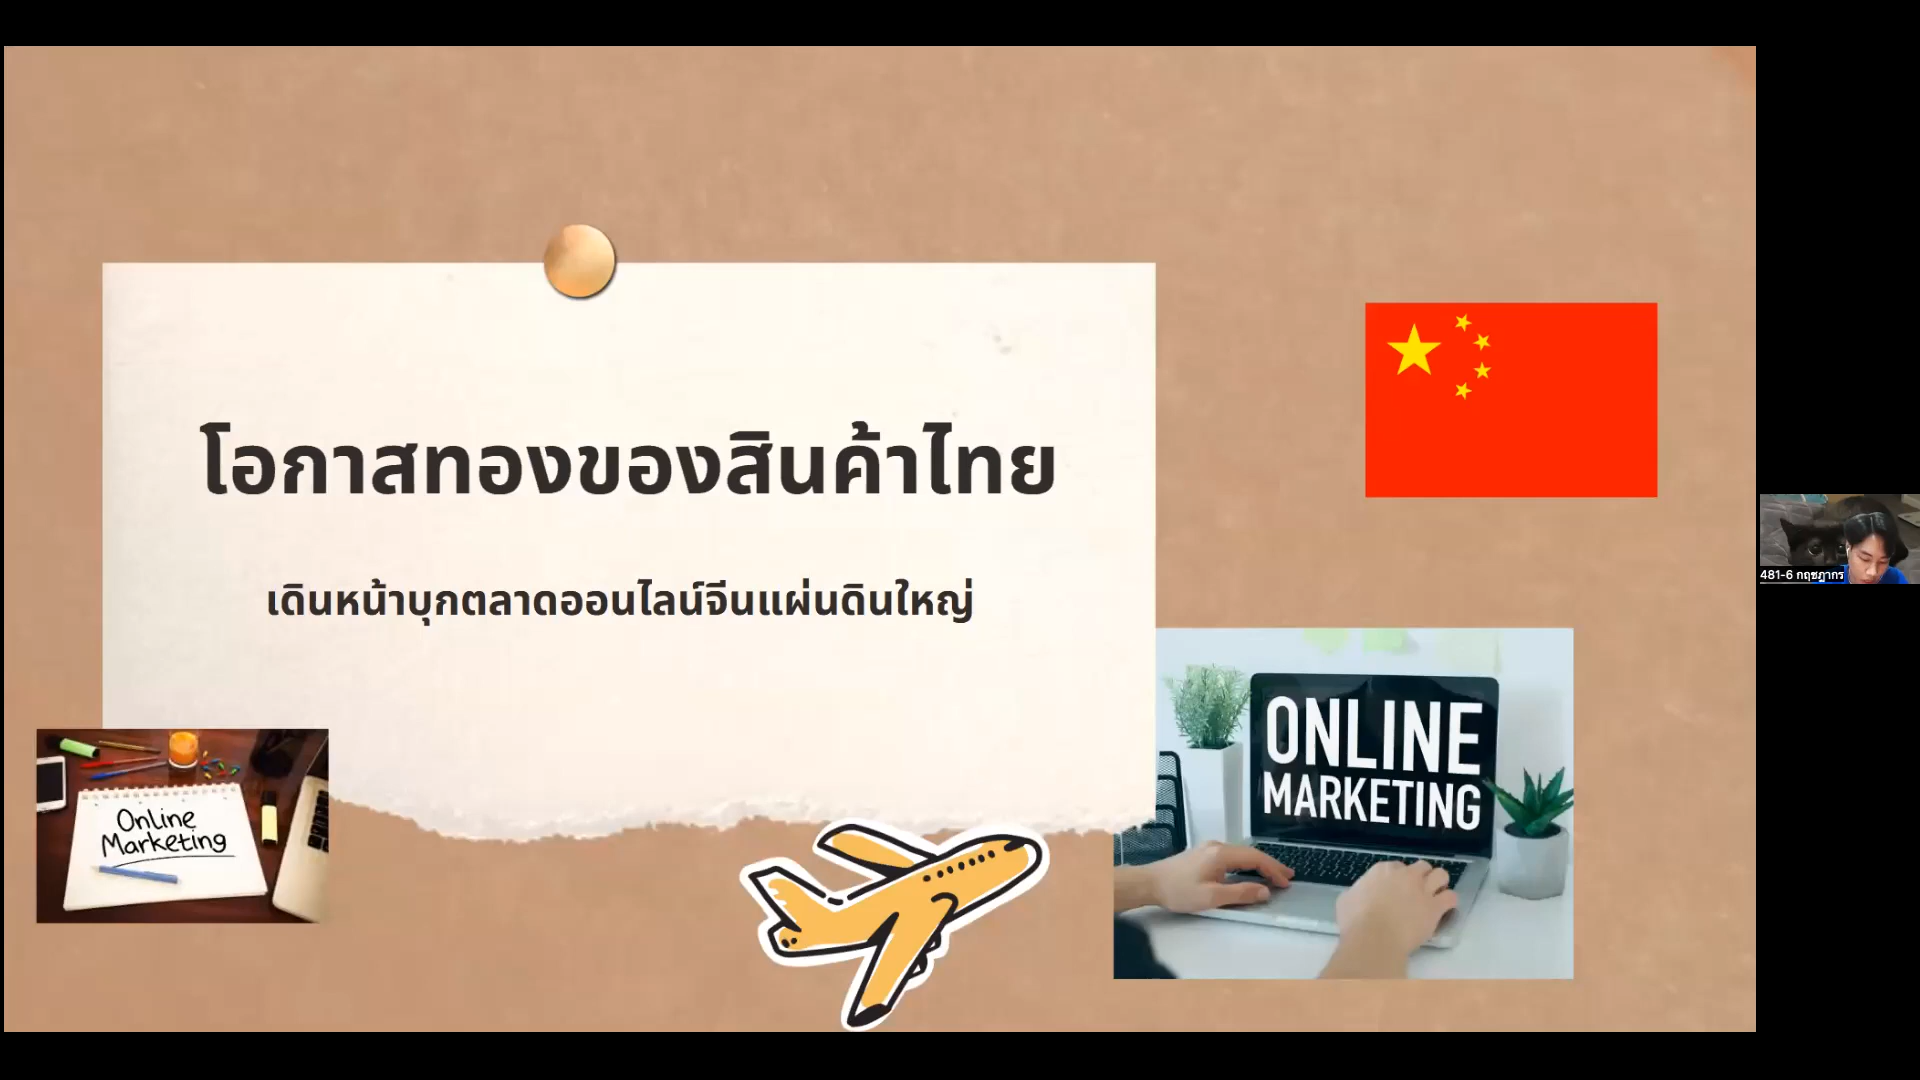 โอกาสทองของสินค้าไทย
เดินหน้าบุกตลาดออนไลน์จีนแผ่นดินใหญ่
Online
Marketing
ONLINE
MARKETING
481-6 กฤชฎากร